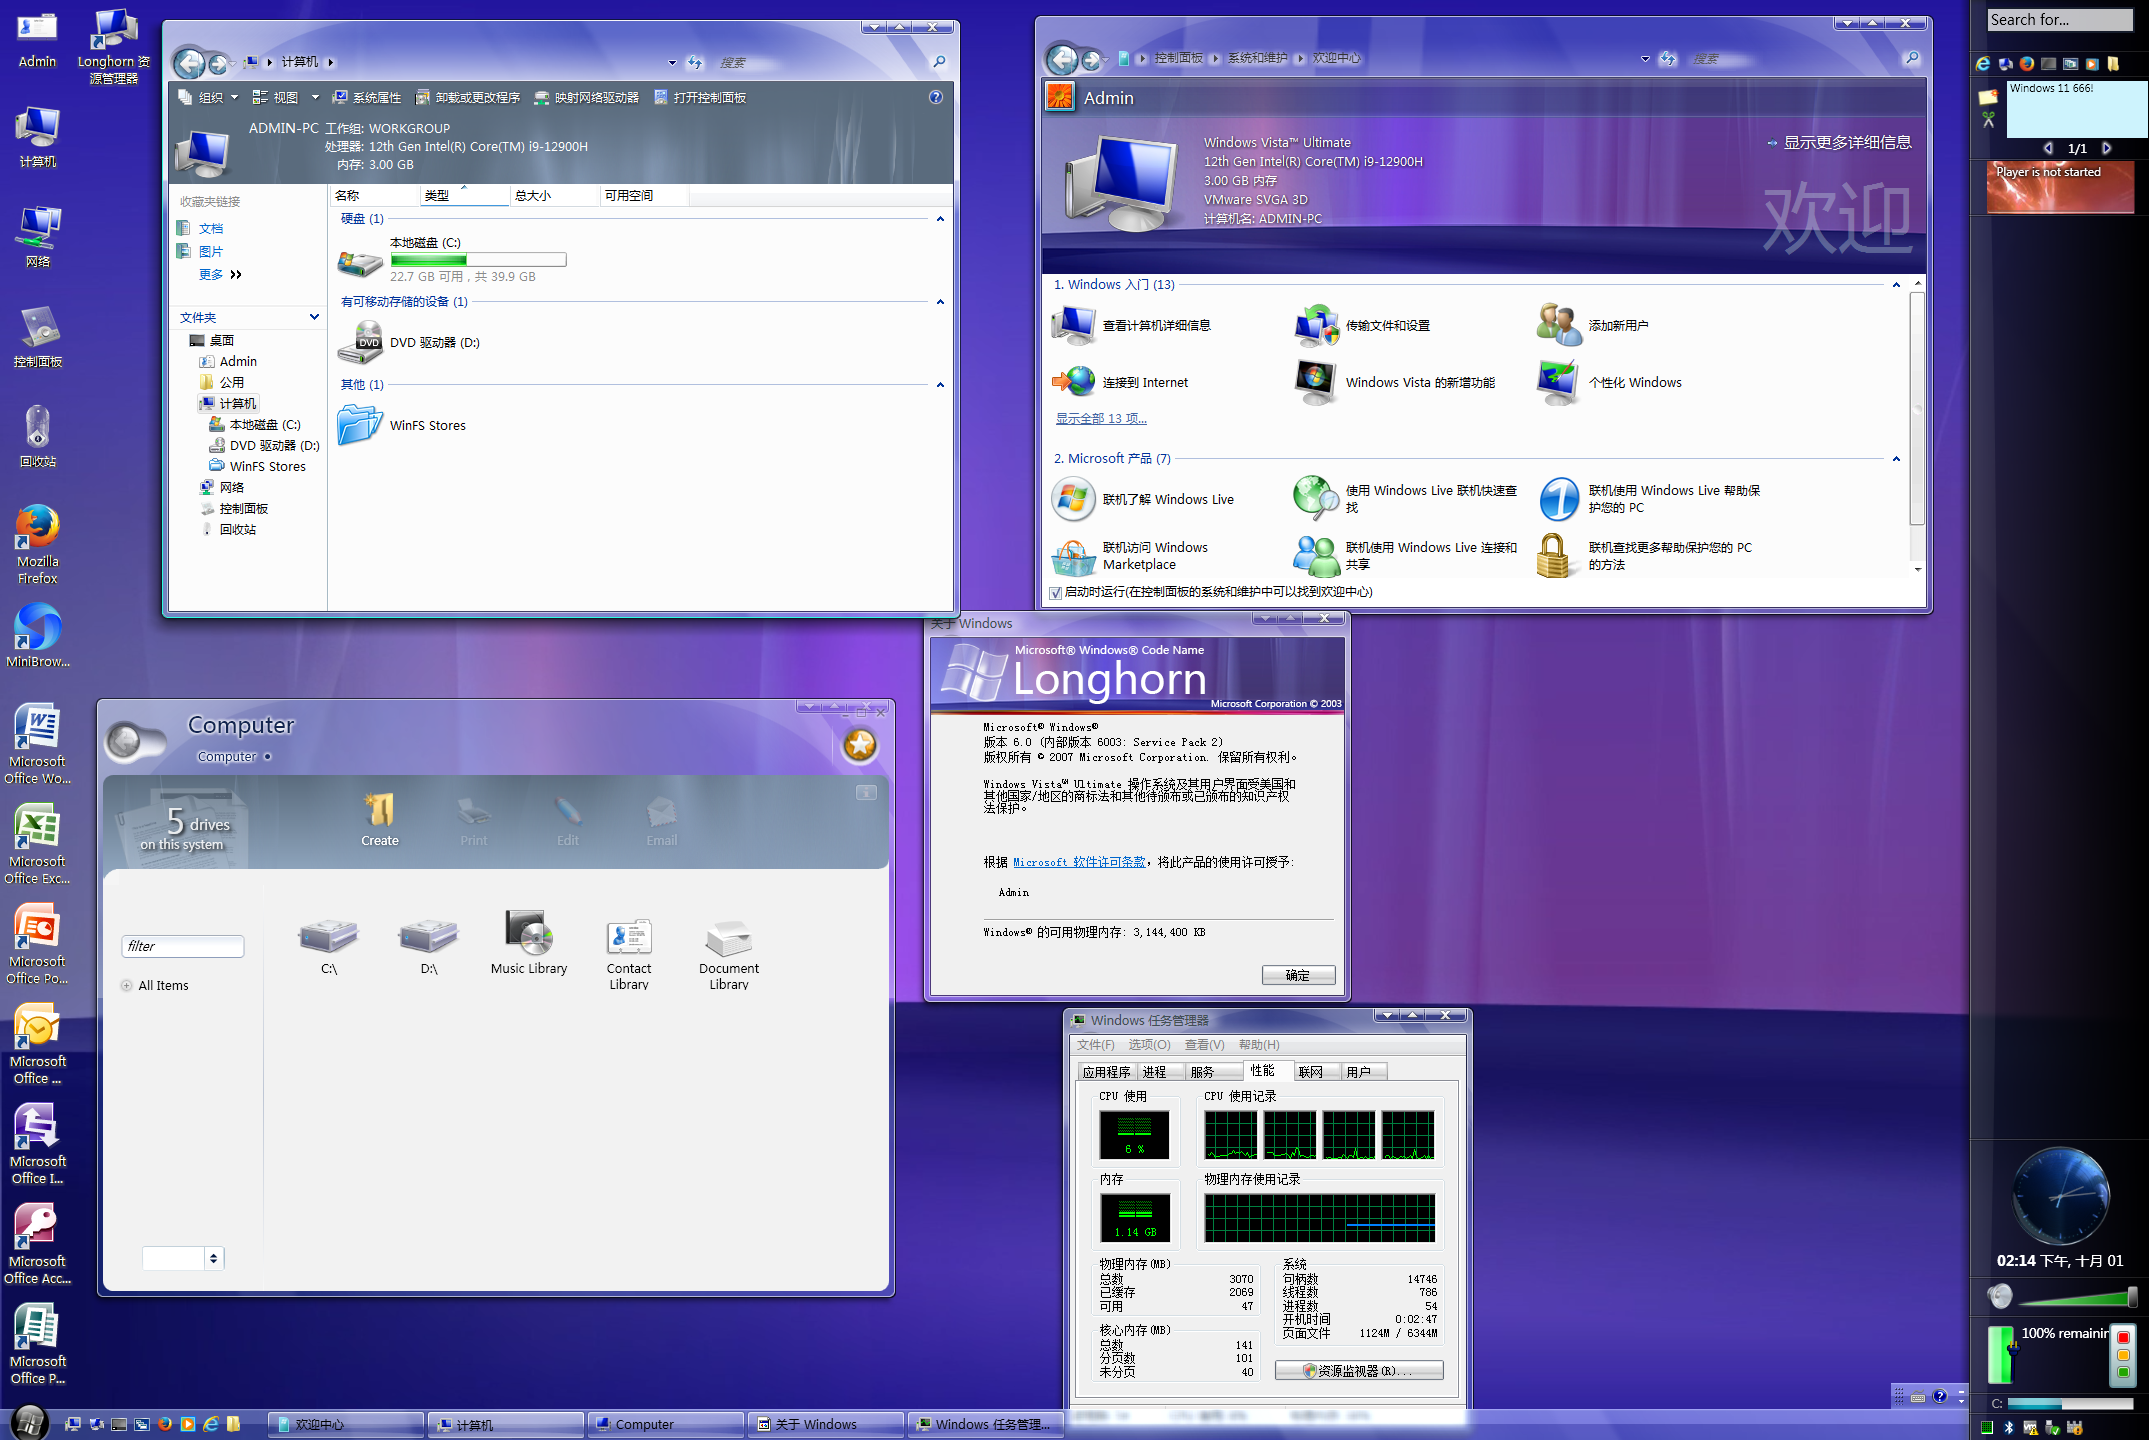 Admin
Longhorn 资
源管理器
计算机
网络
控制面板
回收站
Mozilla
Firefox
MiniBrow...
Microsoft
Office Wo...
Microsoft
Office Exc...
Microsoft
Office Po...
Microsoft
Office ...
Microsoft
Office I...
Microsoft
Office Acc...
Microsoft
Office P...
计算机
搜索
组织
视图
系统属性
卸载或更改程序
映射网络驱动器
打开控制面板
ADMIN-PC 工作组: WORKGROUP
处理器: 12th Gen Intel(R) Core(TM) i9-12900H
内存: 3.00 GB
收藏夹链接
文档
图片
更多 »
文件夹
桌面
Admin
公用
计算机
本地磁盘 (C:)
DVD 驱动器 (D:)
WinFS Stores
网络
控制面板
回收站
名称 类型 总大小 可用空间
硬盘 (1)
本地磁盘 (C:)
22.7 GB 可用，共 39.9 GB
有可移动存储的设备 (1)
DVD
DVD 驱动器 (D:)
其他 (1)
WinFS Stores
控制面板 系统和维护 欢迎中心
搜索
Admin
Windows Vista™ Ultimate
12th Gen Intel(R) Core(TM) i9-12900H
3.00 GB 内存
VMware SVGA 3D
计算机名: ADMIN-PC
显示更多详细信息
欢迎
1. Windows 入门 (13)
查看计算机详细信息
传输文件和设置
添加新用户
连接到 Internet
Windows Vista 的新增功能
个性化 Windows
显示全部 13 项...
2. Microsoft 产品 (7)
联机了解 Windows Live
使用 Windows Live 联机快速查
找
联机使用 Windows Live 帮助保
护您的 PC
联机访问 Windows
Marketplace
联机使用 Windows Live 连接和
共享
联机查找更多帮助保护您的 PC
的方法
启动时运行(在控制面板的系统和维护中可以找到欢迎中心)
关于 Windows
Microsoft® Windows® Code Name
Longhorn
Microsoft Corporation © 2003
Microsoft® Windows®
版本 6.0 (内部版本 6003: Service Pack 2)
版权所有 © 2007 Microsoft Corporation. 保留所有权利。
Windows Vista™ Ultimate 操作系统及其用户界面受美国和
其他国家/地区的商标法和其他待颁布或已颁布的知识产权
法保护。
根据 Microsoft 软件许可条款，将此产品的使用许可授予:
Admin
Windows® 的可用物理内存: 3,144,400 KB
确定
Computer
Computer
5 drives
on this system
Create
Print
Edit
Email
filter
All Items
C:\
D:\
Music Library
Contact
Library
Document
Library
Windows 任务管理器
文件(F) 选项(O) 查看(V) 帮助(H)
应用程序 进程 服务 性能 联网 用户
CPU 使用
6 %
CPU 使用记录
内存
1.14 GB
物理内存使用记录
物理内存(MB)
总数 3070
已缓存 2069
可用 47
核心内存(MB)
总数 141
分页数 101
未分页 40
系统
句柄数 14746
线程数 786
进程数 54
开机时间 0:02:47
页面文件 1124M / 6344M
资源监视器(R)...
Search for...
Windows 11 666!
1/1
Player is not started
02:14 下午, 十月 01
100% remainin
C:
欢迎中心
计算机
Computer
关于 Windows
Windows 任务管理...